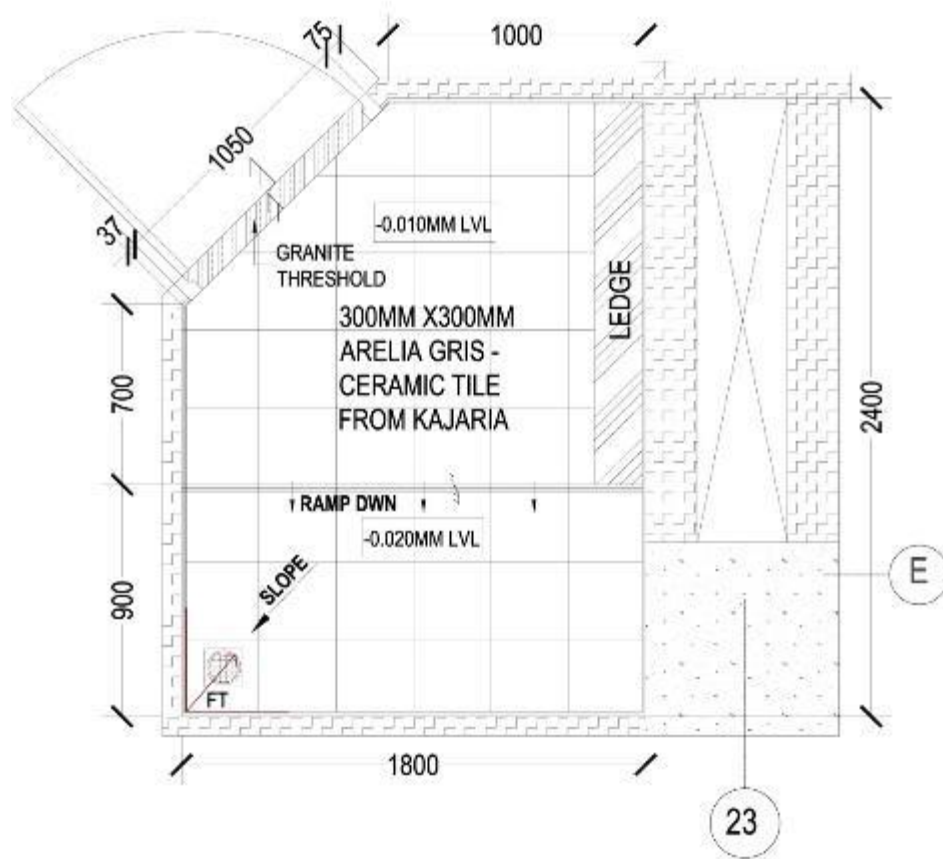 75
1000
1050
37
-0.010MM LVL
GRANITE
THRESHOLD
LEDGE
300MM X300MM
ARELIA GRIS -
CERAMIC TILE
FROM KAJARIA
700
2400
RAMP DWN
-0.020MM LVL
SLOPE
E
900
FT
1800
23